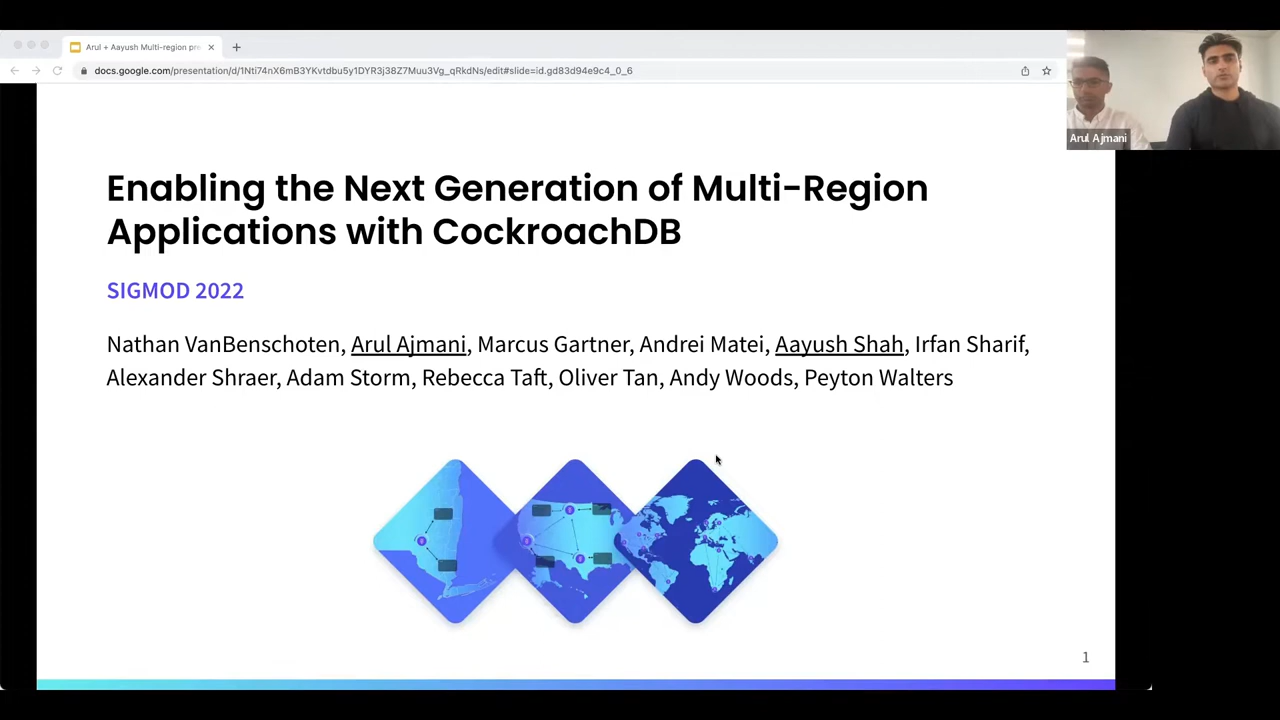 Arul + Aayush Multi-region pre
docs.google.com/presentation/d/1Nti74nX6mB3YKvtdbu5y1DYR3j38Z7Muu3Vg_qRkdNs/edit#slide=id.gd83d94e9c4_0_6
Arul Ajmani
Enabling the Next Generation of Multi-Region
Applications with CockroachDB
SIGMOD 2022
Nathan VanBenschoten, Arul Ajmani, Marcus Gartner, Andrei Matei, Aayush Shah, Irfan Sharif,
Alexander Shraer, Adam Storm, Rebecca Taft, Oliver Tan, Andy Woods, Peyton Walters
1